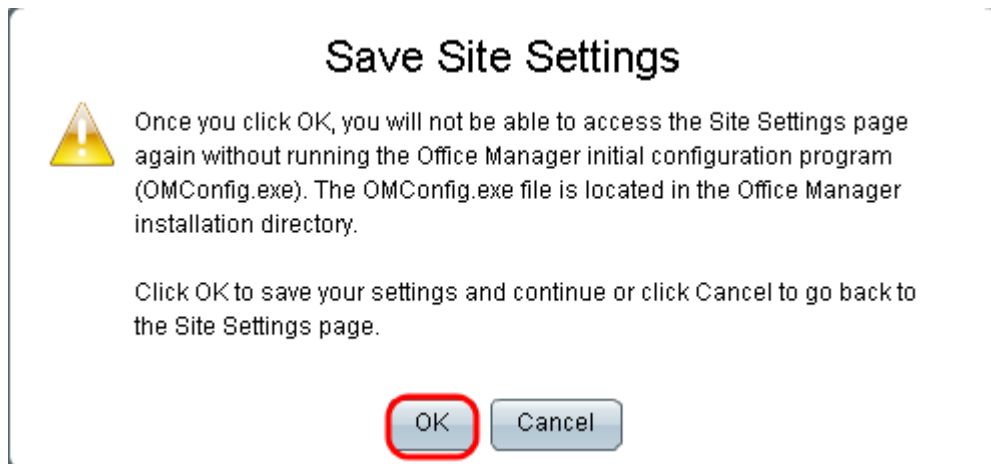 Save Site Settings
Once you click OK, you will not be able to access the Site Settings page
again without running the Office Manager initial configuration program
(OMConfig.exe). The OMConfig.exe file is located in the Office Manager
installation directory.
Click OK to save your settings and continue or click Cancel to go back to
the Site Settings page.
OK Cancel